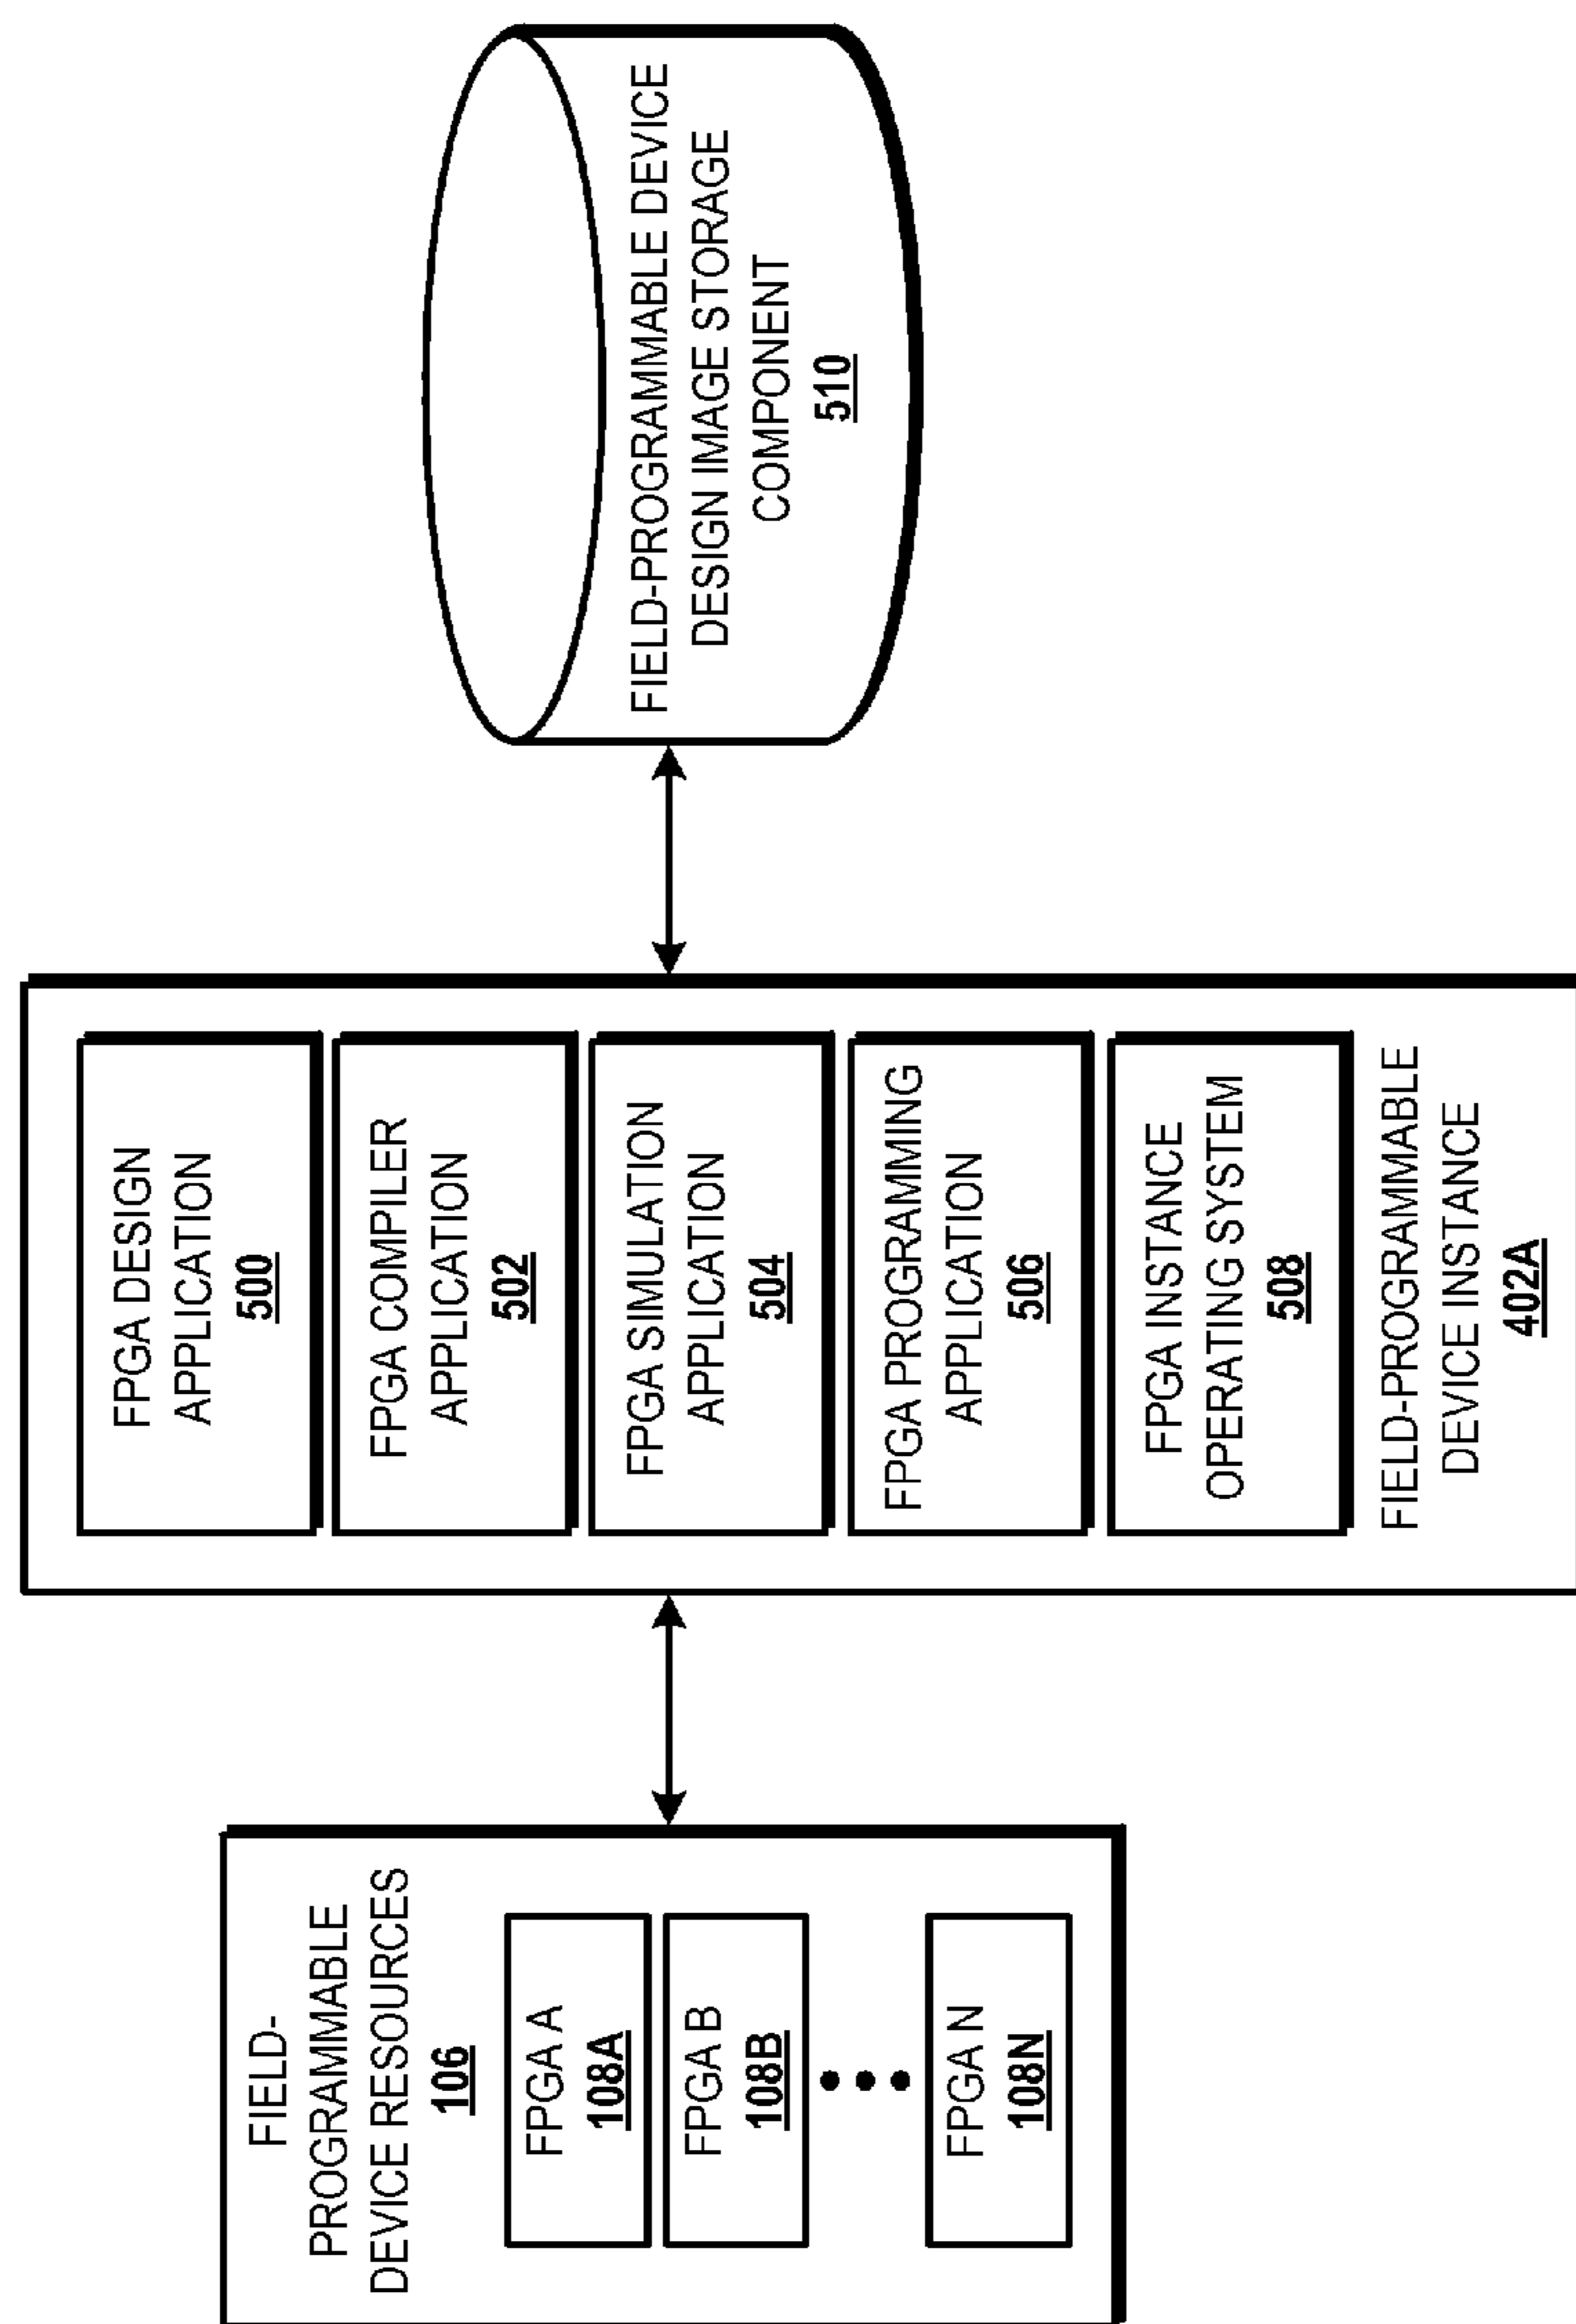 FIELD-
PROGRAMMABLE
DEVICE RESOURCES
106
FPGA A
108A
FPGA B
108B
FPGA N
108N
FPGA DESIGN
APPLICATION
500
FPGA COMPILER
APPLICATION
502
FPGA SIMULATION
APPLICATION
504
FPGA PROGRAMMING
APPLICATION
506
FPGA INSTANCE
OPERATING SYSTEM
508
FIELD-PROGRAMMABLE
DEVICE INSTANCE
402A
FIELD-PROGRAMMABLE DEVICE
DESIGN IMAGE STORAGE
COMPONENT
510